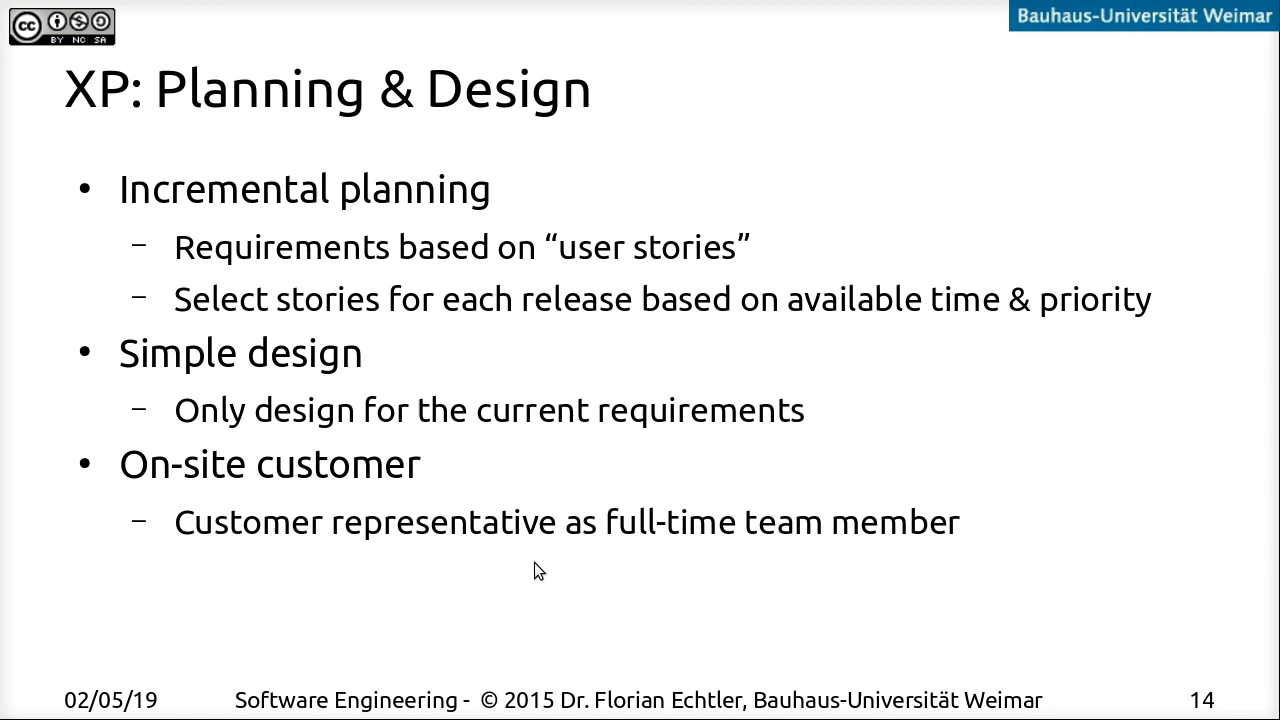 cc BY NC SA
Bauhaus-Universität Weimar
XP: Planning & Design
• Incremental planning
– Requirements based on “user stories”
– Select stories for each release based on available time & priority
• Simple design
– Only design for the current requirements
• On-site customer
– Customer representative as full-time team member
02/05/19 Software Engineering - © 2015 Dr. Florian Echtler, Bauhaus-Universität Weimar 14